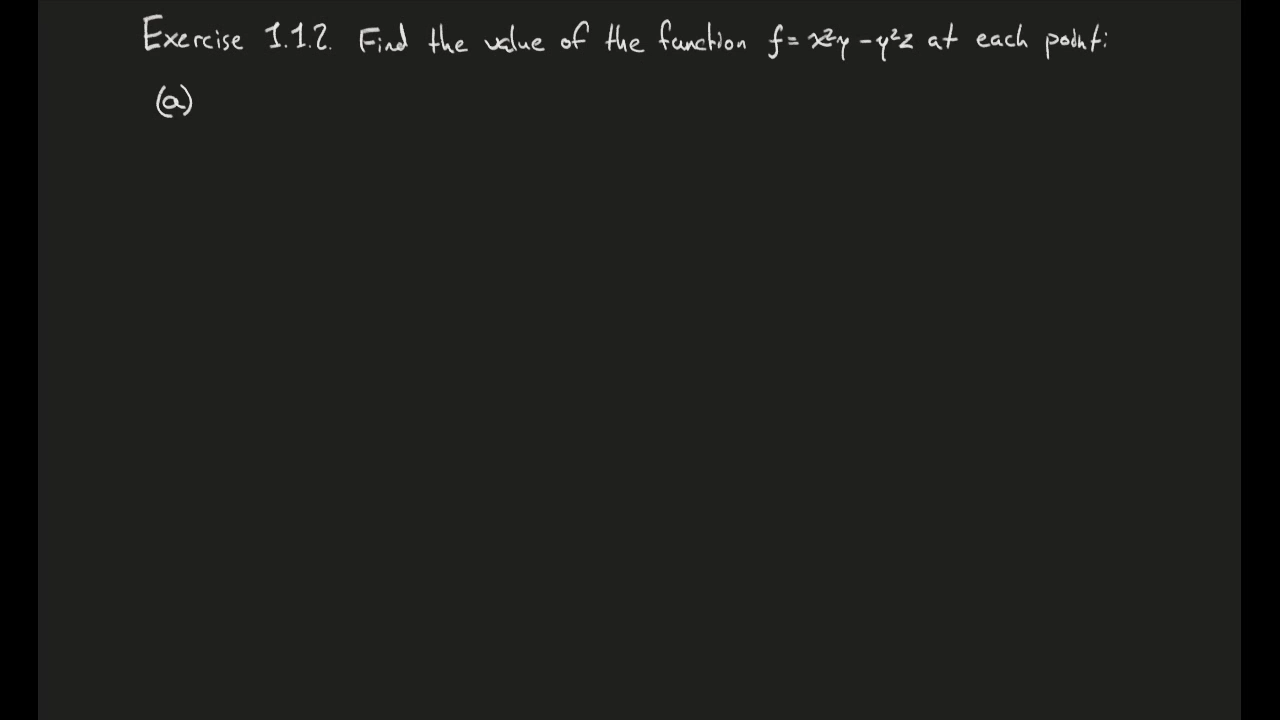 Exercise 1.1.2. Find the value of the function f = x²y - y²z at each point:
(a)